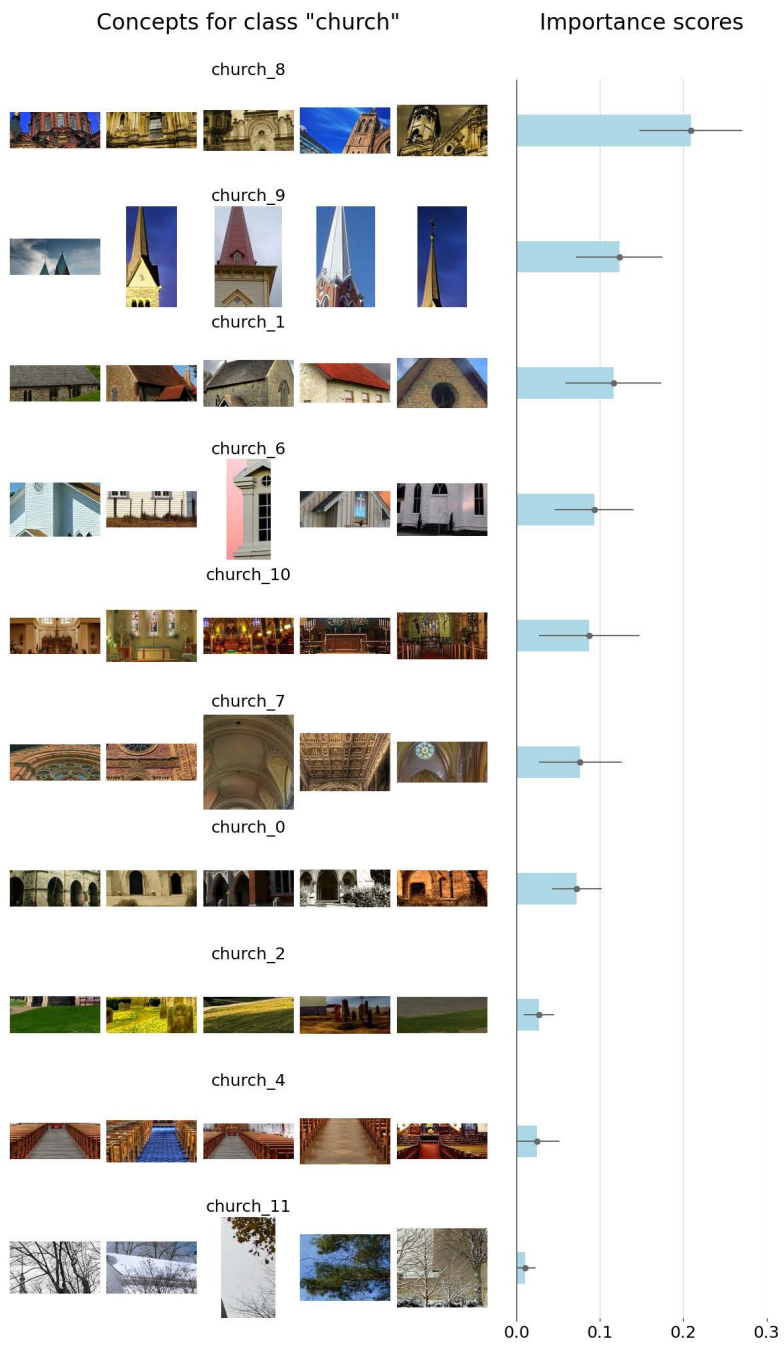 Concepts for class "church"
Importance scores
church_8
church_9
church_1
church_6
church_10
church_7
church_0
church_2
church_4
church_11
0.0 0.1 0.2 0.3